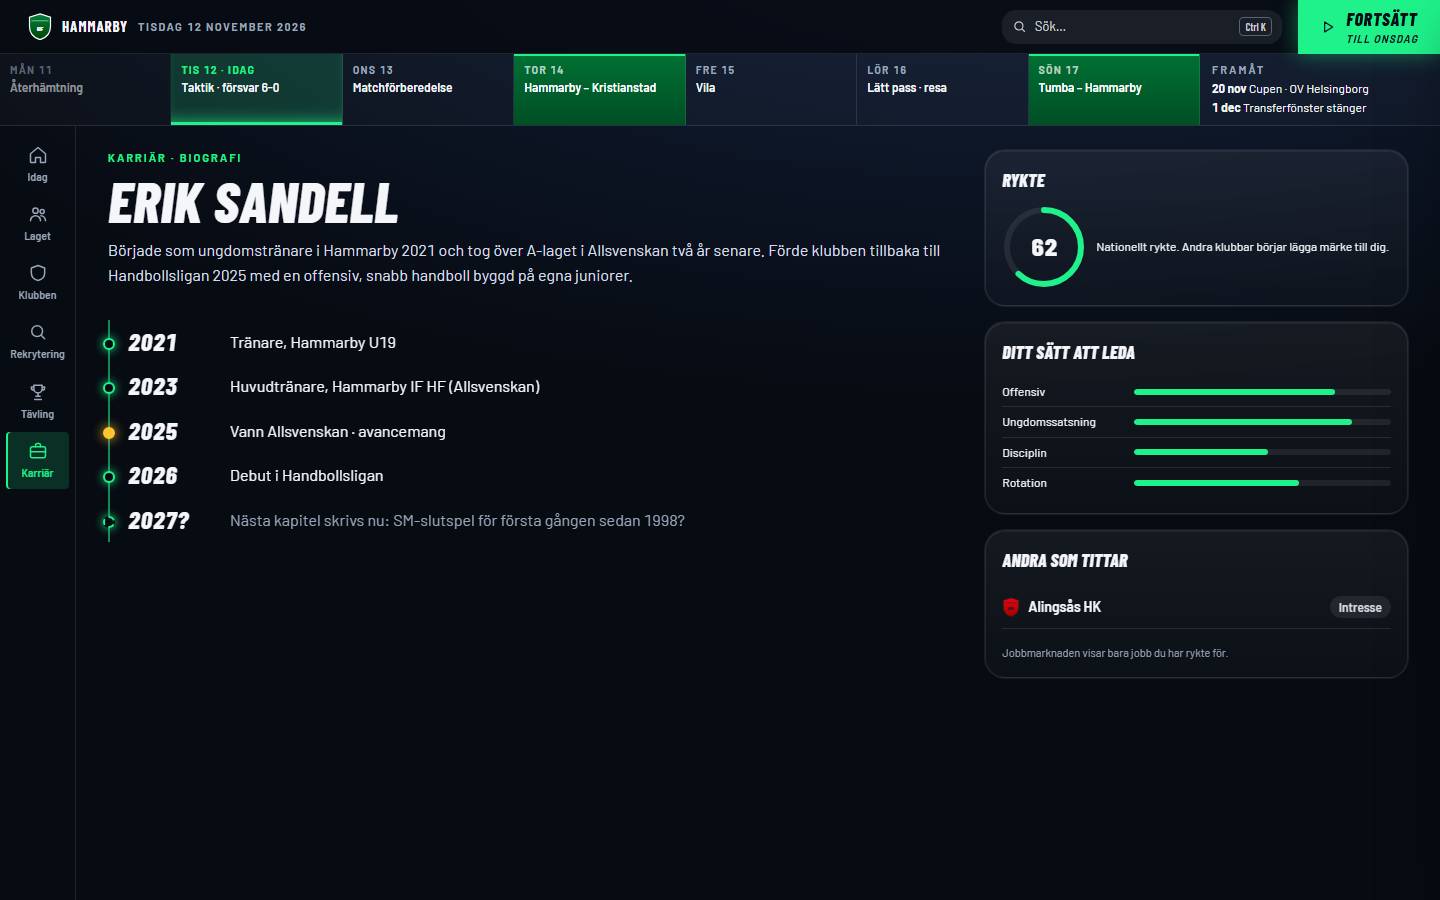 HAMMARBY
TISDAG 12 NOVEMBER 2026
Sök...
Ctrl K
FORTSÄTT
TILL ONSDAG
MÅN 11
Återhämtning
TIS 12 · IDAG
Taktik · försvar 6-0
ONS 13
Matchförberedelse
TOR 14
Hammarby – Kristianstad
FRE 15
Vila
LÖR 16
Lätt pass · resa
SÖN 17
Tumba – Hammarby
FRAMÅT
20 nov Cupen · OV Helsingborg
1 dec Transferfönster stänger
Idag
Laget
Klubben
Rekrytering
Tävling
Karriär
KARRIÄR · BIOGRAFI
ERIK SANDELL
Började som ungdomstränare i Hammarby 2021 och tog över A-laget i Allsvenskan två år senare. Förde klubben tillbaka till
Handbollsligan 2025 med en offensiv, snabb handboll byggd på egna juniorer.
2021 Tränare, Hammarby U19
2023 Huvudtränare, Hammarby IF HF (Allsvenskan)
2025 Vann Allsvenskan · avancemang
2026 Debut i Handbollsligan
2027? Nästa kapitel skrivs nu: SM-slutspel för första gången sedan 1998?
RYKTE
62
Nationellt rykte. Andra klubbar börjar lägga märke till dig.
DITT SÄTT ATT LEDA
Offensiv
Ungdomssatsning
Disciplin
Rotation
ANDRA SOM TITTAR
Alingsås HK
Intresse
Jobbmarknaden visar bara jobb du har rykte för.